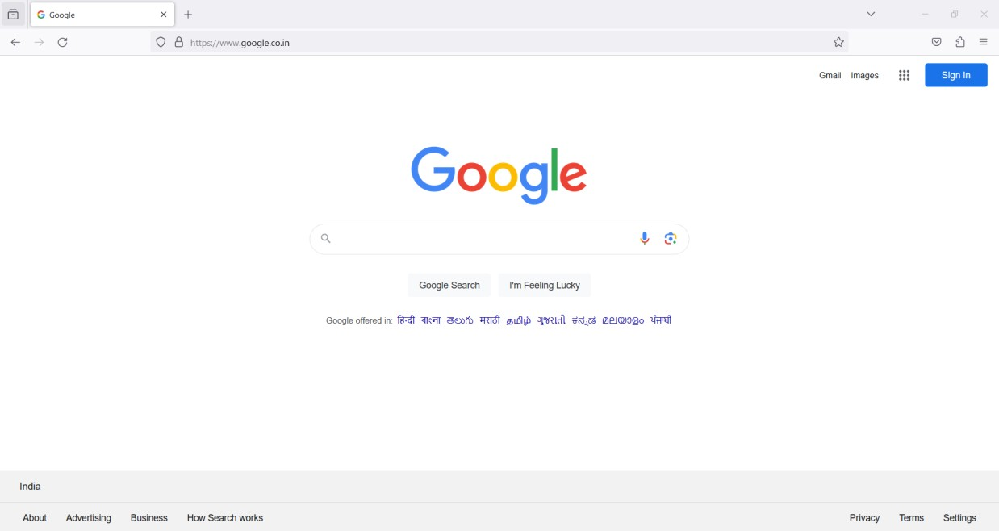 Google
https://www.google.co.in
Gmail Images Sign in
Google
Google Search I'm Feeling Lucky
Google offered in: हिन्दी বাংলা తెలుగు मराठी தமிழ் ગુજરાતી ಕನ್ನಡ മലയാളം ਪੰਜਾਬੀ
India
About Advertising Business How Search works Privacy Terms Settings